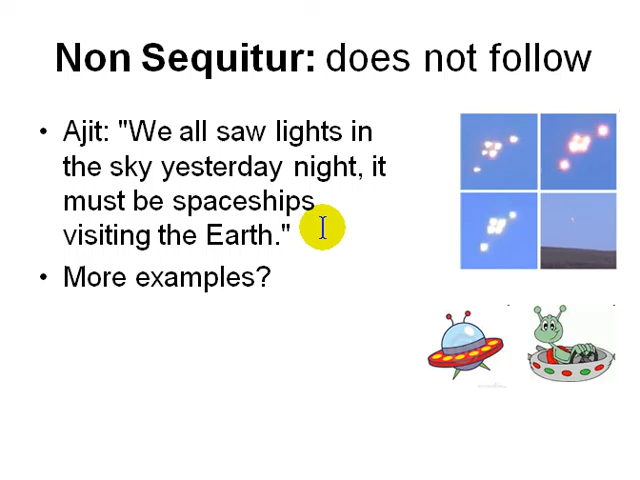 Non Sequitur: does not follow
• Ajit: "We all saw lights in
the sky yesterday night, it
must be spaceships
visiting the Earth."
• More examples?